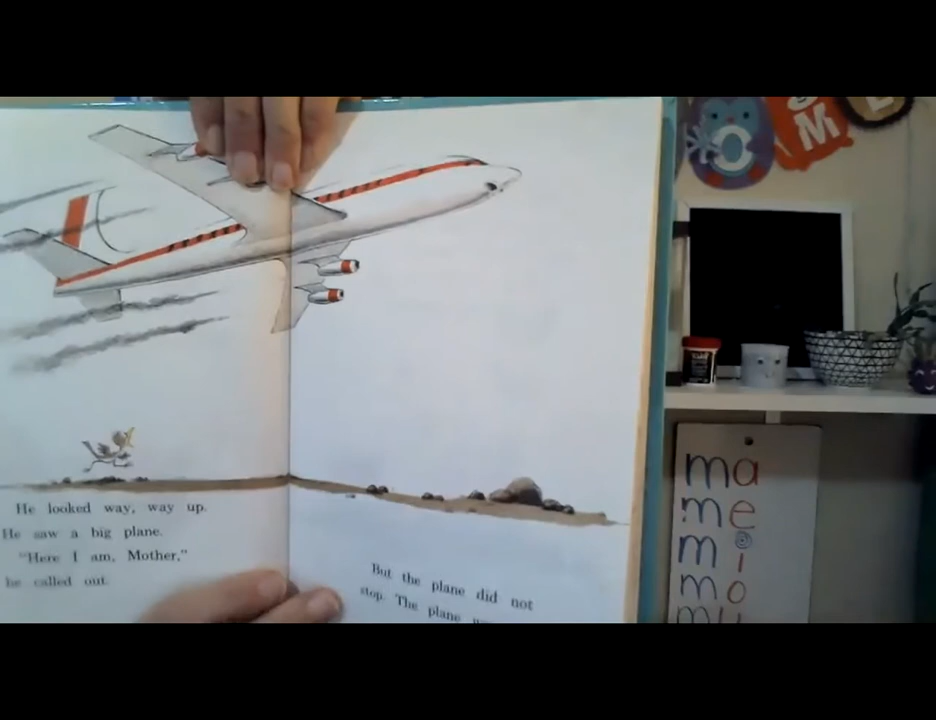 He looked way, way up.
He saw a big plane.
"Here I am, Mother,"
he called out.
But the plane did not
stop. The plane
C
M
ma
me
mi
mo
mu